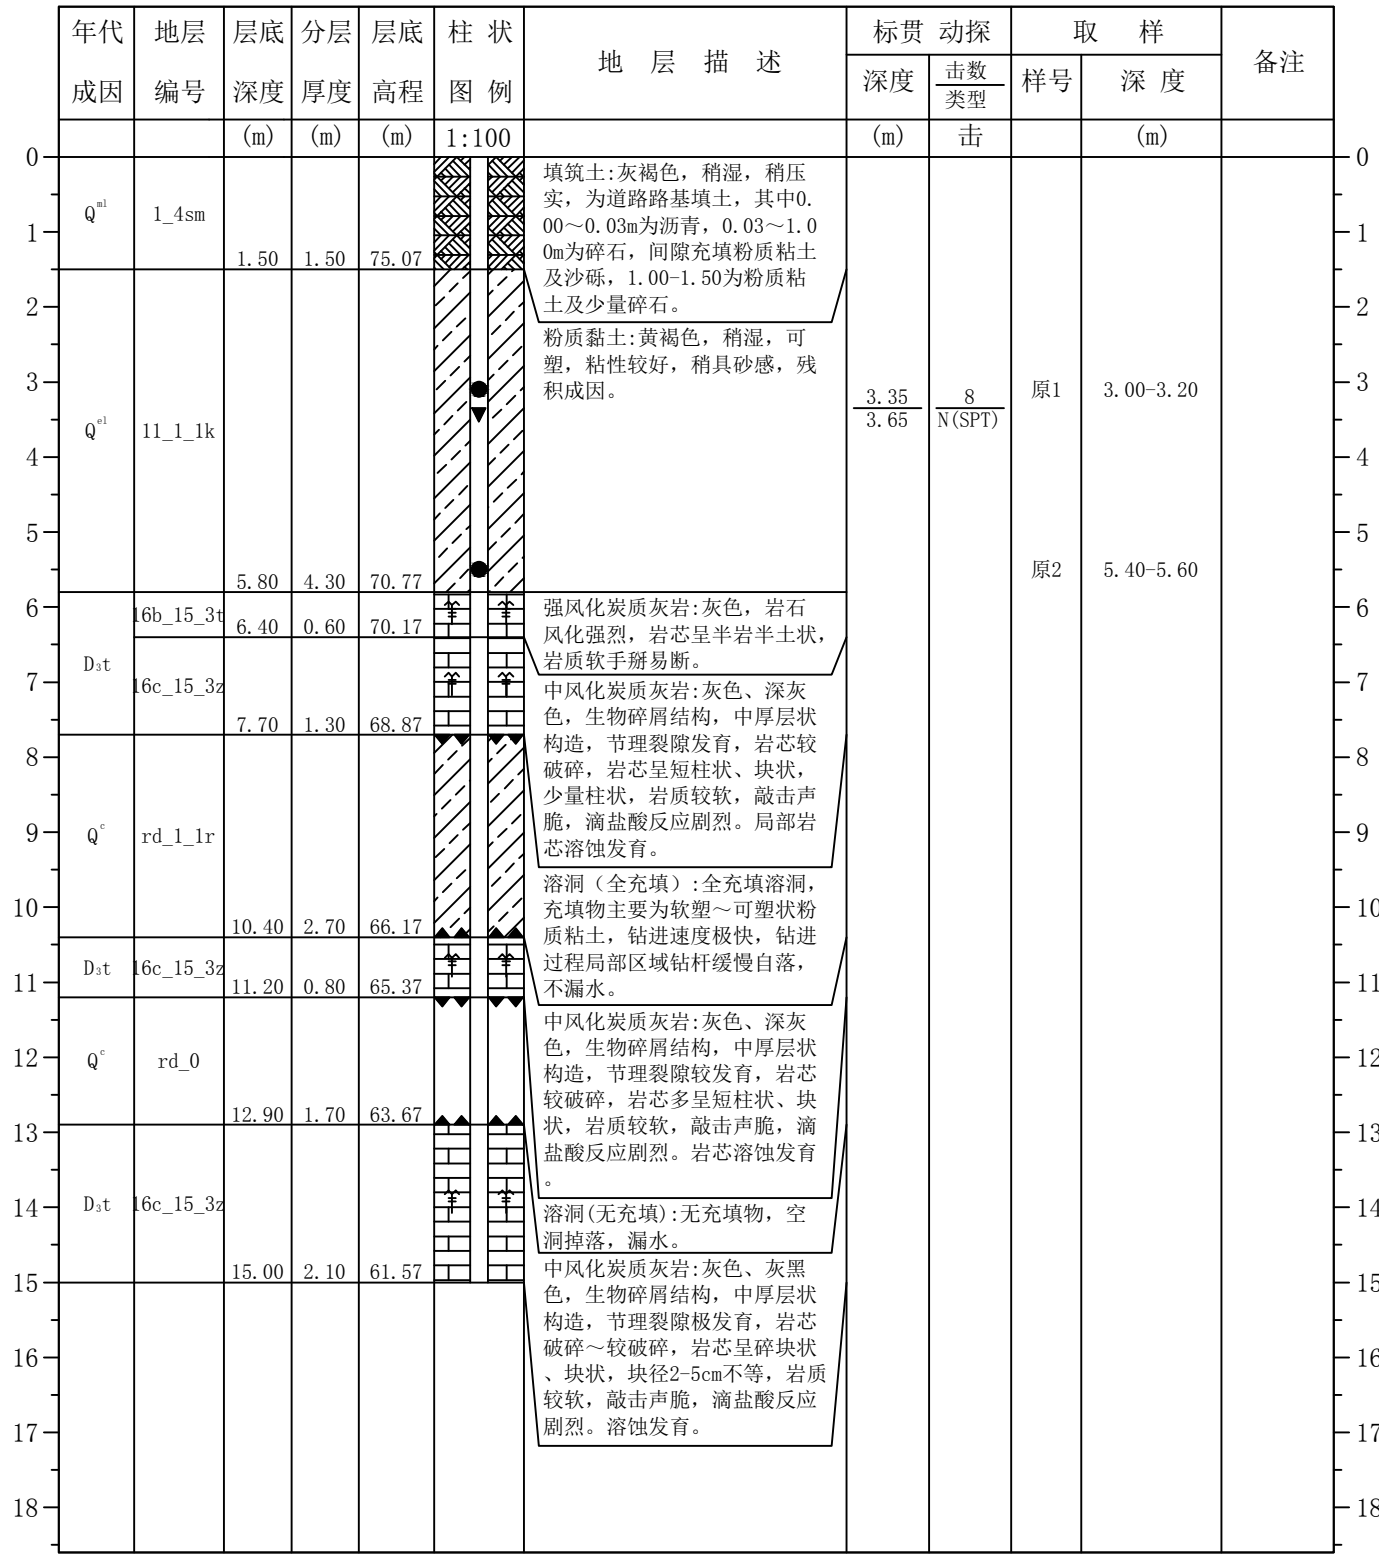 年代 地层 层底 分层 层底 柱 状 地 层 描 述 标贯 动探 取 样 备注
成因 编号 深度 厚度 高程 图 例 深度 击数 样号 深 度
类型
(m) (m) (m) 1:100 (m) 击 (m)
0 0
填筑土:灰褐色，稍湿，稍压
实，为道路路基填土，其中0.
00～0.03m为沥青，0.03～1.0
0m为碎石，间隙充填粉质粘土
及沙砾，1.00-1.50为粉质粘
土及少量碎石。
Qml 1_4sm
1 1
1.50 1.50 75.07
2 2
粉质黏土:黄褐色，稍湿，可
塑，粘性较好，稍具砂感，残
积成因。
3 3
3.35 8 原1 3.00-3.20
3.65 N(SPT)
Qel 11_1_1k
4 4
5 5
5.80 4.30 70.77 原2 5.40-5.60
6 6
16b_15_3t 6.40 0.60 70.17
强风化炭质灰岩:灰色，岩石
风化强烈，岩芯呈半岩半土状，
岩质软手掰易断。
D₃t
7 7
16c_15_3z
7.70 1.30 68.87
中风化炭质灰岩:灰色、深灰
色，生物碎屑结构，中厚层状
构造，节理裂隙发育，岩芯较
破碎，岩芯呈短柱状、块状，
少量柱状，岩质较软，敲击声
脆，滴盐酸反应剧烈。局部岩
芯溶蚀发育。
8 8
9 9
Qc rd_1_1r
10 10
10.40 2.70 66.17
溶洞（全充填）:全充填溶洞，
充填物主要为软塑～可塑状粉
质粘土，钻进速度极快，钻进
过程局部区域钻杆缓慢自落，
不漏水。
D₃t 16c_15_3z
11 11
11.20 0.80 65.37
中风化炭质灰岩:灰色、深灰
色，生物碎屑结构，中厚层状
构造，节理裂隙较发育，岩芯
较破碎，岩芯多呈短柱状、块
状，岩质较软，敲击声脆，滴
盐酸反应剧烈。岩芯溶蚀发育
。
12 12
Qc rd_0
12.90 1.70 63.67
13 13
溶洞(无充填):无充填物，空
洞掉落，漏水。
14 14
D₃t 16c_15_3z
15.00 2.10 61.57
15 15
中风化炭质灰岩:灰色、灰黑
色，生物碎屑结构，中厚层状
构造，节理裂隙极发育，岩芯
破碎～较破碎，岩芯呈碎块状
、块状，块径2-5cm不等，岩质
较软，敲击声脆，滴盐酸反应
剧烈。溶蚀发育。
16 16
17 17
18 18